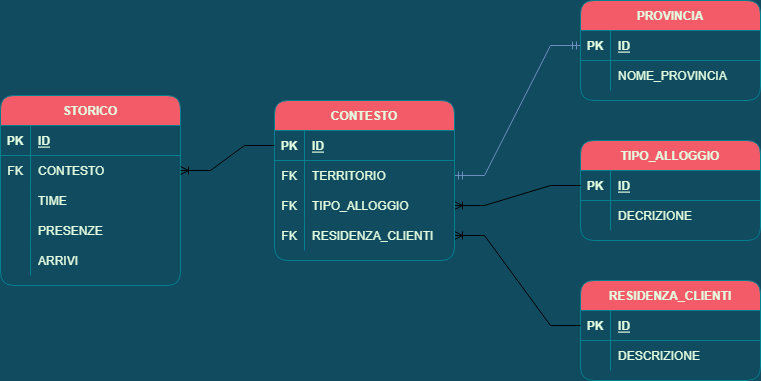 STORICO
PK ID
FK CONTESTO
TIME
PRESENZE
ARRIVI
CONTESTO
PK ID
FK TERRITORIO
FK TIPO_ALLOGGIO
FK RESIDENZA_CLIENTI
PROVINCIA
PK ID
NOME_PROVINCIA
TIPO_ALLOGGIO
PK ID
DECRIZIONE
RESIDENZA_CLIENTI
PK ID
DESCRIZIONE